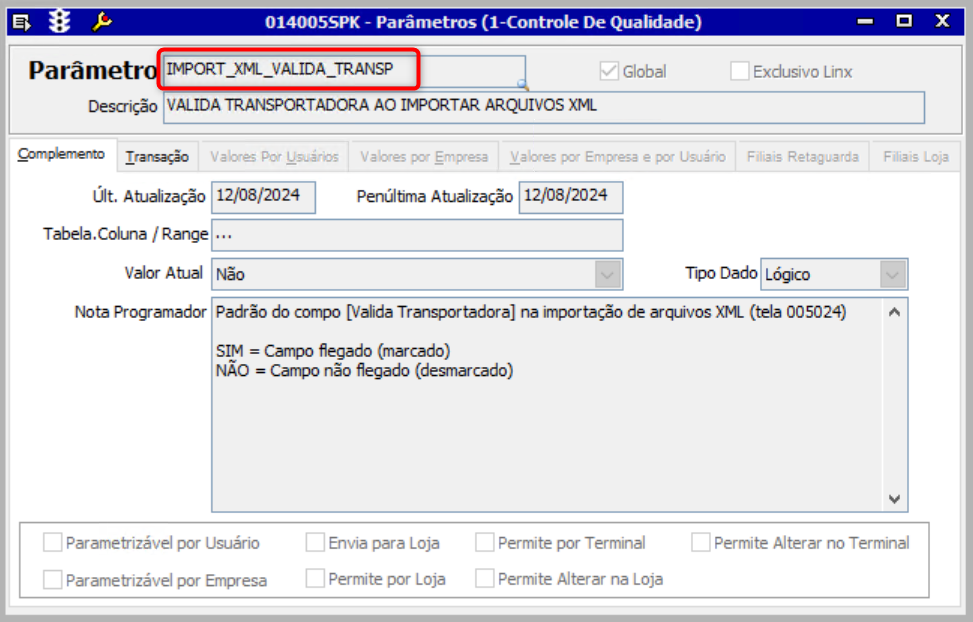 014005SPK - Parâmetros (1-Controle De Qualidade)
Parâmetro IMPORT_XML_VALIDA_TRANSP Global Exclusivo Linx
Descrição VALIDA TRANSPORTADORA AO IMPORTAR ARQUIVOS XML
Complemento Transação Valores Por Usuários Valores por Empresa Valores por Empresa e por Usuário Filiais Retaguarda Filiais Loja
Últ. Atualização 12/08/2024 Penúltima Atualização 12/08/2024
Tabela.Coluna / Range ...
Valor Atual Não Tipo Dado Lógico
Nota Programador Padrão do compo [Valida Transportadora] na importação de arquivos XML (tela 005024)
SIM = Campo flegado (marcado)
NÃO = Campo não flegado (desmarcado)
Parametrizável por Usuário Envia para Loja Permite por Terminal Permite Alterar no Terminal
Parametrizável por Empresa Permite por Loja Permite Alterar na Loja